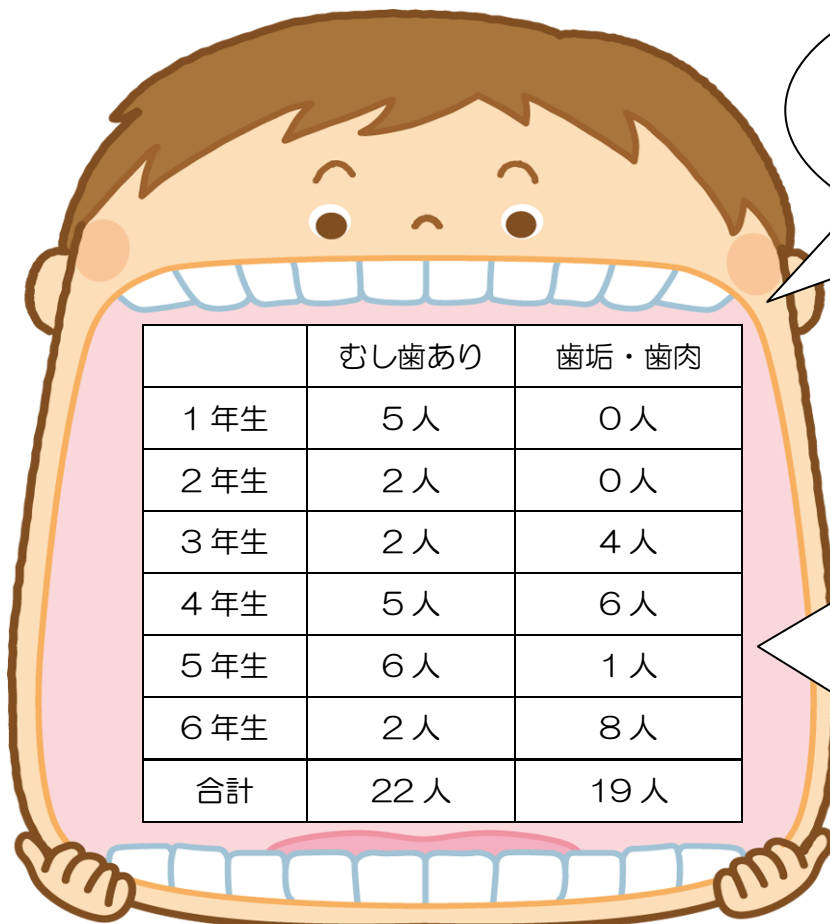 むし歯あり 歯垢・歯肉
１年生 ５人 ０人
２年生 ２人 ０人
３年生 ２人 ４人
４年生 ５人 ６人
５年生 ６人 １人
６年生 ２人 ８人
合計 22人 19人